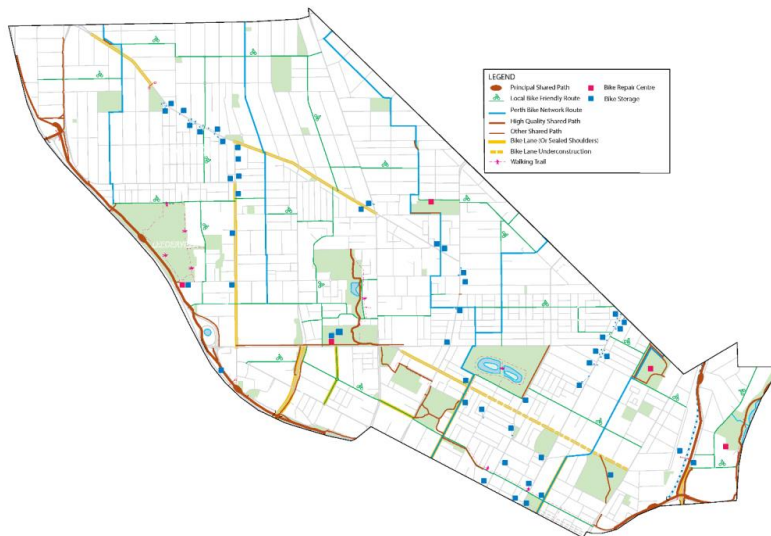 LEGEND
Principal Shared Path
Local Bike Friendly Route
Perth Bike Network Route
High Quality Shared Path
Other Shared Path
Bike Lane (Or Sealed Shoulders)
Bike Lane Underconstruction
Walking Trail
Bike Repair Centre
Bike Storage